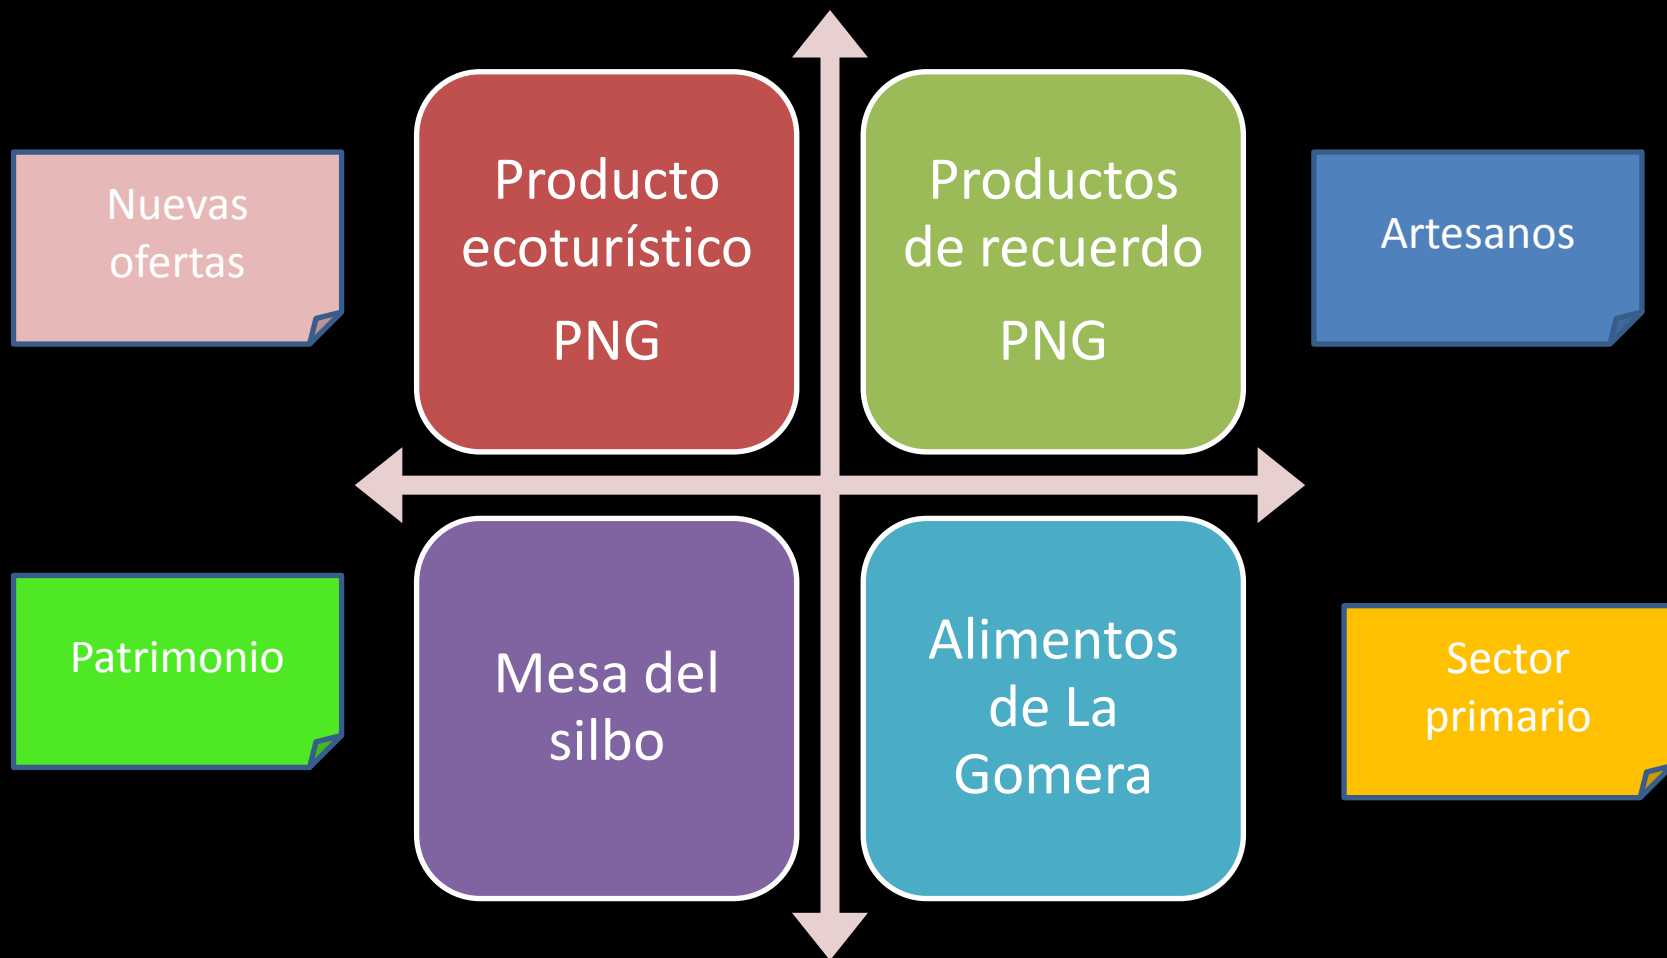 Nuevas
ofertas
Producto
ecoturístico
PNG
Productos
de recuerdo
PNG
Artesanos
Patrimonio
Mesa del
silbo
Alimentos
de La
Gomera
Sector
primario